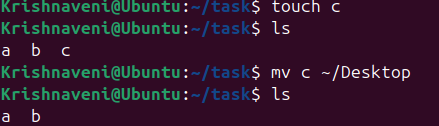 Krishnaveni@Ubuntu:~/task$ touch c
Krishnaveni@Ubuntu:~/task$ ls
a  b  c
Krishnaveni@Ubuntu:~/task$ mv c ~/Desktop
Krishnaveni@Ubuntu:~/task$ ls
a  b